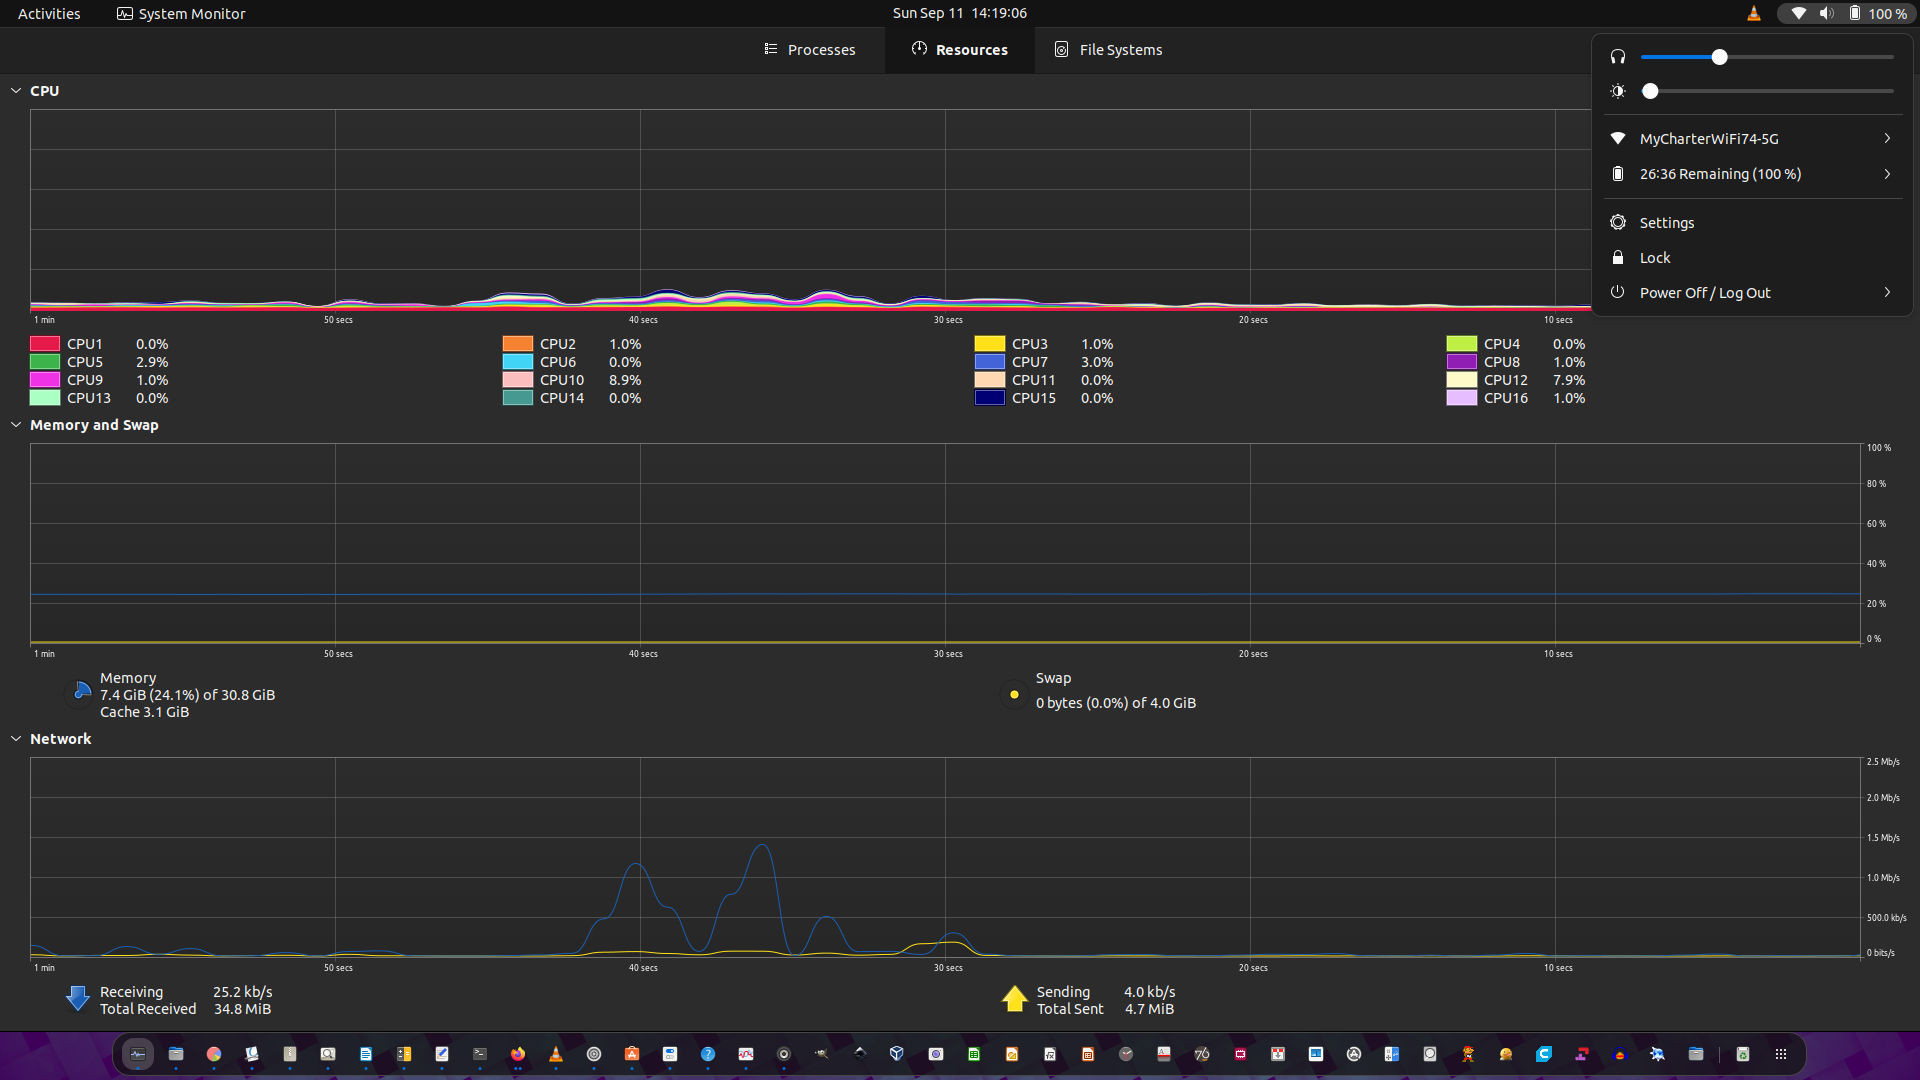 Activities
System Monitor
Sun Sep 11 14:19:06
100 %
Processes
Resources
File Systems
MyCharterWiFi74-5G
26:36 Remaining (100 %)
Settings
Lock
Power Off / Log Out
CPU
1 min 50 secs 40 secs 30 secs 20 secs 10 secs
CPU1 0.0% CPU2 1.0% CPU3 1.0% CPU4 0.0%
CPU5 2.9% CPU6 0.0% CPU7 3.0% CPU8 1.0%
CPU9 1.0% CPU10 8.9% CPU11 0.0% CPU12 7.9%
CPU13 0.0% CPU14 0.0% CPU15 0.0% CPU16 1.0%
Memory and Swap
100 %
80 %
60 %
40 %
20 %
0 %
1 min 50 secs 40 secs 30 secs 20 secs 10 secs
Memory
7.4 GiB (24.1%) of 30.8 GiB
Cache 3.1 GiB
Swap
0 bytes (0.0%) of 4.0 GiB
Network
2.5 Mb/s
2.0 Mb/s
1.5 Mb/s
1.0 Mb/s
500.0 kb/s
0 bits/s
1 min 50 secs 40 secs 30 secs 20 secs 10 secs
Receiving 25.2 kb/s
Total Received 34.8 MiB
Sending 4.0 kb/s
Total Sent 4.7 MiB
76